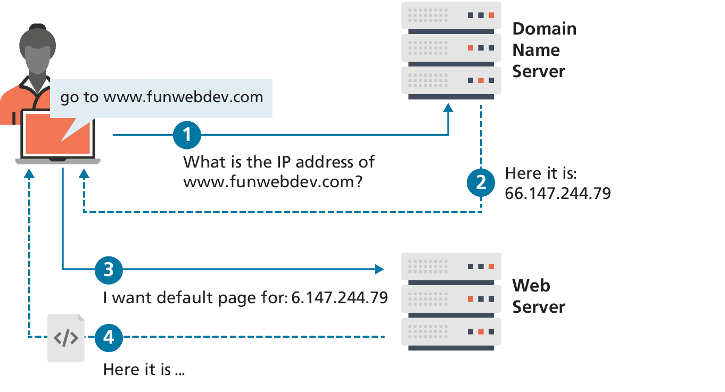 Domain
Name
Server
go to www.funwebdev.com
1
What is the IP address of
www.funwebdev.com?
2
Here it is:
66.147.244.79
3
I want default page for: 6.147.244.79
Web
Server
</>
4
Here it is ...